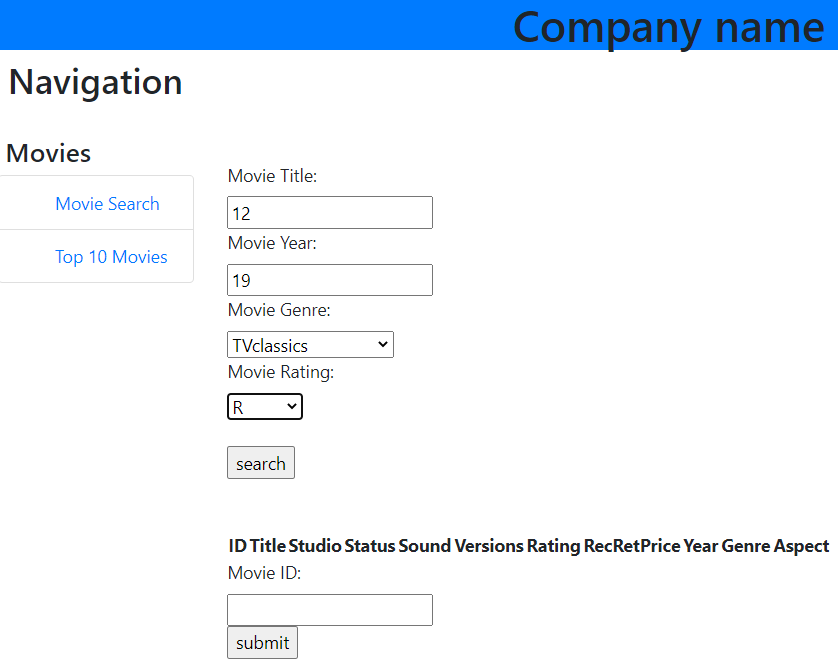 Company name
Navigation
Movies
Movie Search
Top 10 Movies
Movie Title:
12
Movie Year:
19
Movie Genre:
TVclassics
Movie Rating:
R
search
ID Title Studio Status Sound Versions Rating RecRetPrice Year Genre Aspect
Movie ID:
submit